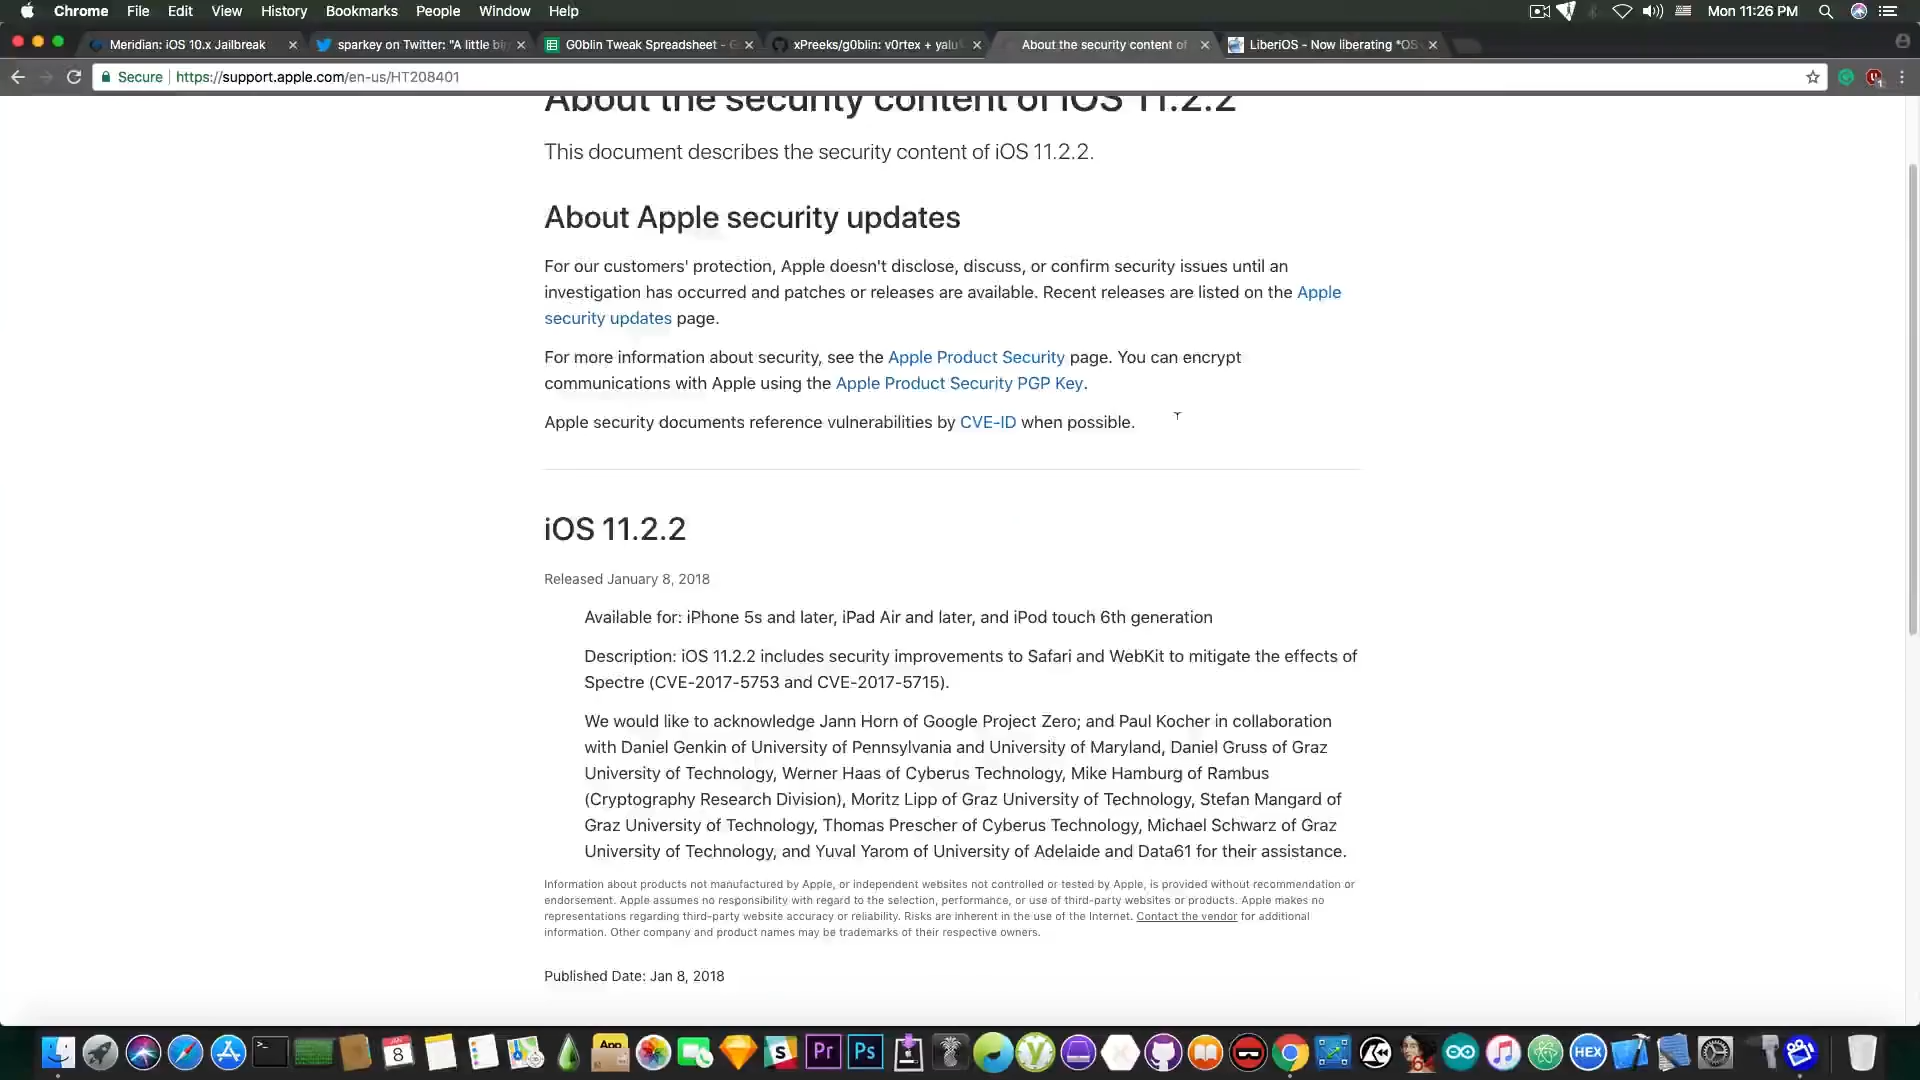 Chrome File Edit View History Bookmarks People Window Help Mon 11:26 PM
Meridian: iOS 10.x Jailbreak sparkey on Twitter: "A little bi G0blin Tweak Spreadsheet - G xPreeks/g0blin: v0rtex + yalu About the security content of LiberiOS - Now liberating *OS
Secure https://support.apple.com/en-us/HT208401
About the security content of iOS 11.2.2
This document describes the security content of iOS 11.2.2.
About Apple security updates
For our customers' protection, Apple doesn't disclose, discuss, or confirm security issues until an
investigation has occurred and patches or releases are available. Recent releases are listed on the Apple
security updates page.
For more information about security, see the Apple Product Security page. You can encrypt
communications with Apple using the Apple Product Security PGP Key.
Apple security documents reference vulnerabilities by CVE-ID when possible.
iOS 11.2.2
Released January 8, 2018
Available for: iPhone 5s and later, iPad Air and later, and iPod touch 6th generation
Description: iOS 11.2.2 includes security improvements to Safari and WebKit to mitigate the effects of
Spectre (CVE-2017-5753 and CVE-2017-5715).
We would like to acknowledge Jann Horn of Google Project Zero; and Paul Kocher in collaboration
with Daniel Genkin of University of Pennsylvania and University of Maryland, Daniel Gruss of Graz
University of Technology, Werner Haas of Cyberus Technology, Mike Hamburg of Rambus
(Cryptography Research Division), Moritz Lipp of Graz University of Technology, Stefan Mangard of
Graz University of Technology, Thomas Prescher of Cyberus Technology, Michael Schwarz of Graz
University of Technology, and Yuval Yarom of University of Adelaide and Data61 for their assistance.
Information about products not manufactured by Apple, or independent websites not controlled or tested by Apple, is provided without recommendation or
endorsement. Apple assumes no responsibility with regard to the selection, performance, or use of third-party websites or products. Apple makes no
representations regarding third-party website accuracy or reliability. Risks are inherent in the use of the Internet. Contact the vendor for additional
information. Other company and product names may be trademarks of their respective owners.
Published Date: Jan 8, 2018
JAN 8 App Pr Ps HEX